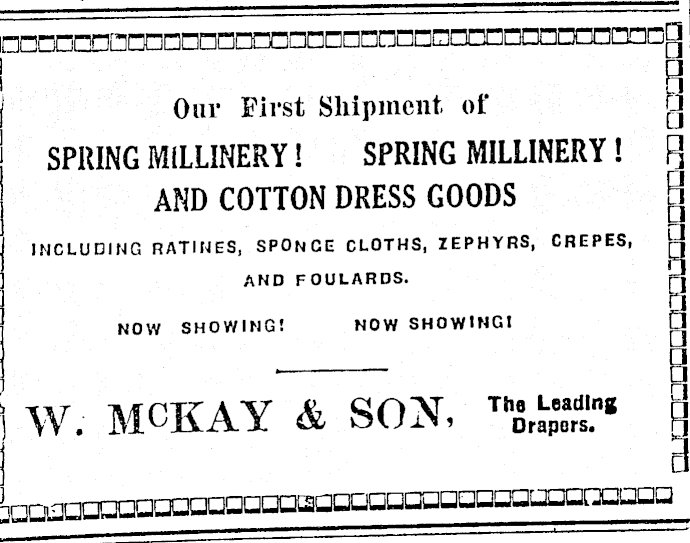 Our First Shipment of
SPRING MILLINERY! SPRING MILLINERY!
AND COTTON DRESS GOODS
INCLUDING RATINES, SPONGE CLOTHS, ZEPHYRS, CREPES,
AND FOULARDS.
NOW SHOWING! NOW SHOWING!
W. McKAY & SON, The Leading
Drapers.